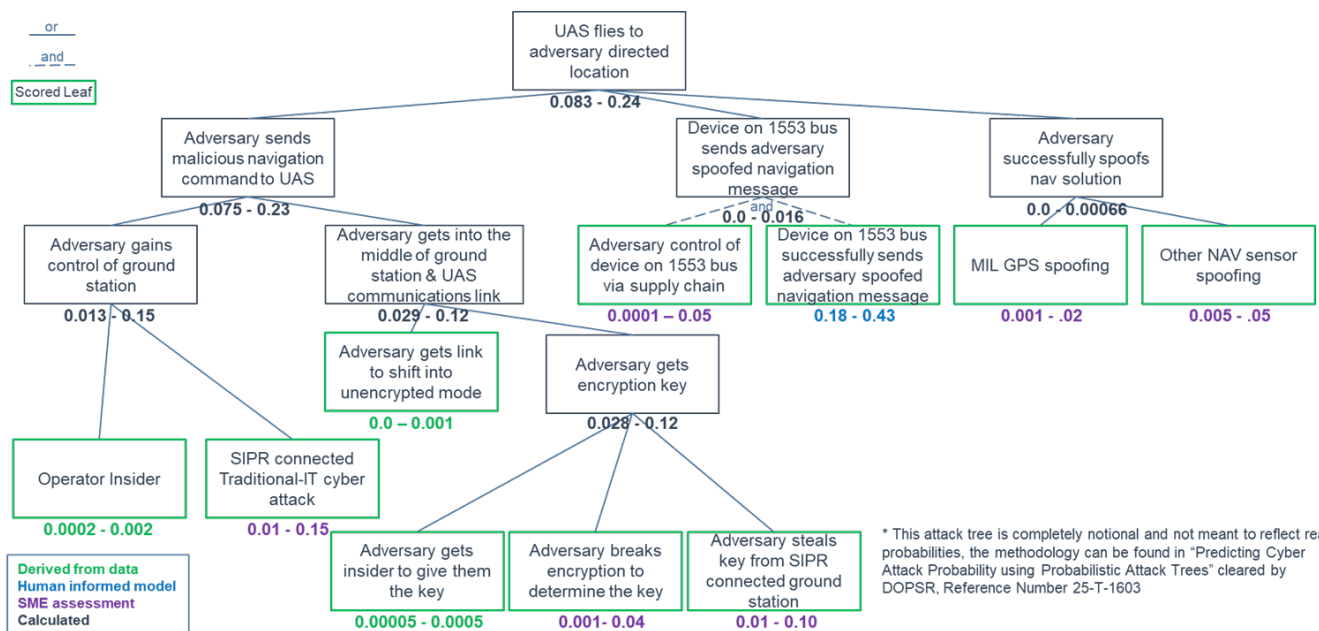 or
and
Scored Leaf
UAS flies to
adversary directed
location
0.083 - 0.24
Adversary sends
malicious navigation
command to UAS
0.075 - 0.23
Device on 1553 bus
sends adversary
spoofed navigation
message
and
0.0 - 0.016
Adversary
successfully spoofs
nav solution
0.0 - 0.00066
Adversary gains
control of ground
station
0.013 - 0.15
Adversary gets into the
middle of ground
station & UAS
communications link
0.029 - 0.12
Adversary control of
device on 1553 bus
via supply chain
0.0001 – 0.05
Device on 1553 bus
successfully sends
adversary spoofed
navigation message
0.18 - 0.43
MIL GPS spoofing
0.001 - .02
Other NAV sensor
spoofing
0.005 - .05
Adversary gets link
to shift into
unencrypted mode
0.0 – 0.001
Adversary gets
encryption key
0.028 - 0.12
Operator Insider
0.0002 - 0.002
SIPR connected
Traditional-IT cyber
attack
0.01 - 0.15
Adversary gets
insider to give them
the key
0.00005 - 0.0005
Adversary breaks
encryption to
determine the key
0.001- 0.04
Adversary steals
key from SIPR
connected ground
station
0.01 - 0.10
Derived from data
Human informed model
SME assessment
Calculated
* This attack tree is completely notional and not meant to reflect rea
probabilities, the methodology can be found in “Predicting Cyber
Attack Probability using Probabilistic Attack Trees” cleared by
DOPSR, Reference Number 25-T-1603